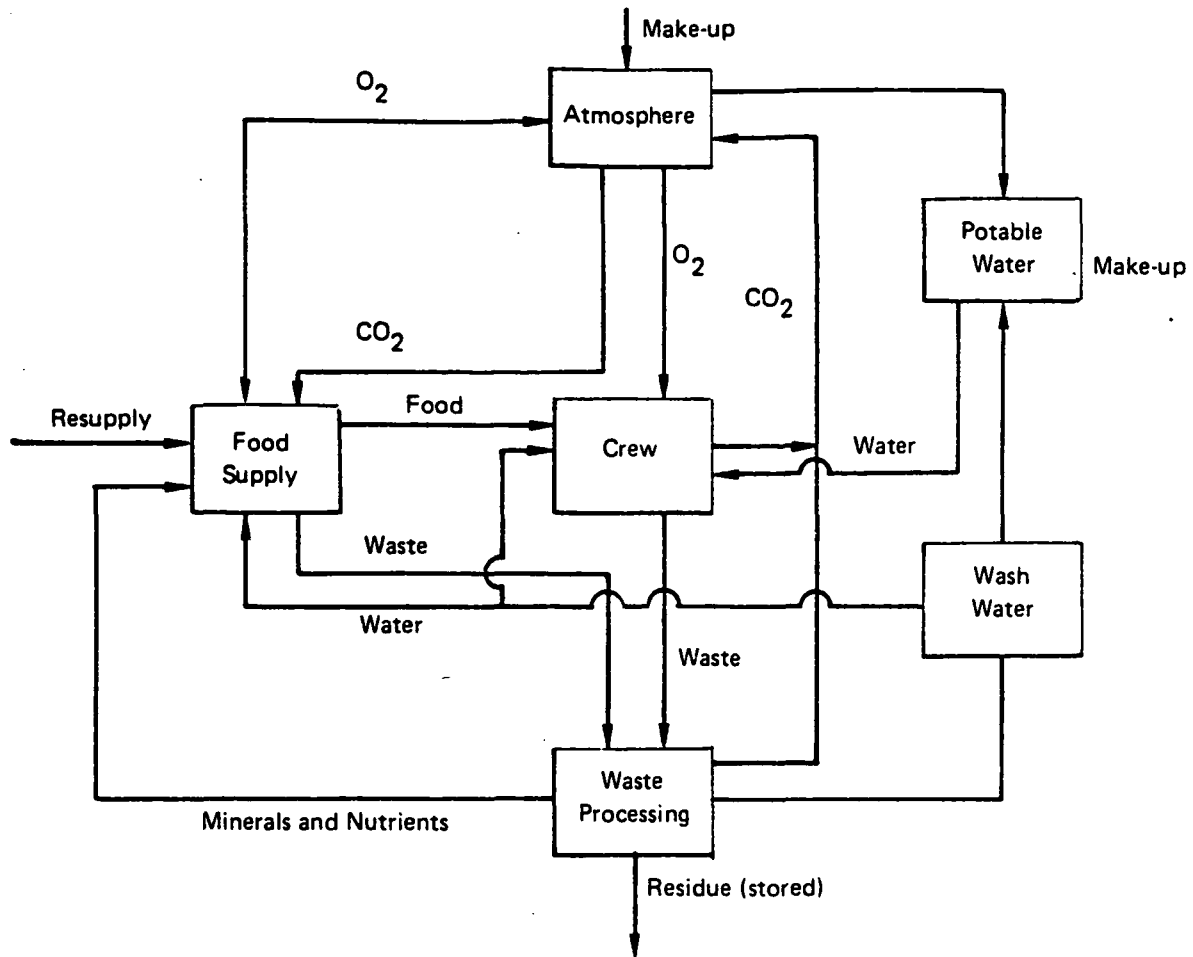 Make-up
O2
Atmosphere
Potable
Water
Make-up
O2
CO2
CO2
Resupply
Food
Food
Supply
Crew
Water
Waste
Wash
Water
Water
Waste
Waste
Processing
Minerals and Nutrients
Residue (stored)